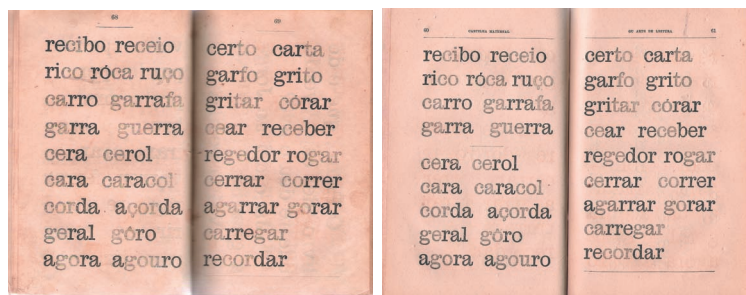 68
recibo receio
rico róca ruço
carro garrafa
garra guerra
cera cerol
cara caracol
corda açorda
geral gôro
agora agouro
69
certo carta
garfo grito
gritar córar
cear receber
regedor rogar
cerrar correr
agarrar gorar
carregar
recordar
60 CARTILHA MATERNAL
recibo receio
rico róca ruço
carro garrafa
garra guerra
cera cerol
cara caracol
corda açorda
geral gôro
agora agouro
OU ARTE DE LEITURA 61
certo carta
garfo grito
gritar córar
cear receber
regedor rogar
cerrar correr
agarrar gorar
carregar
recordar